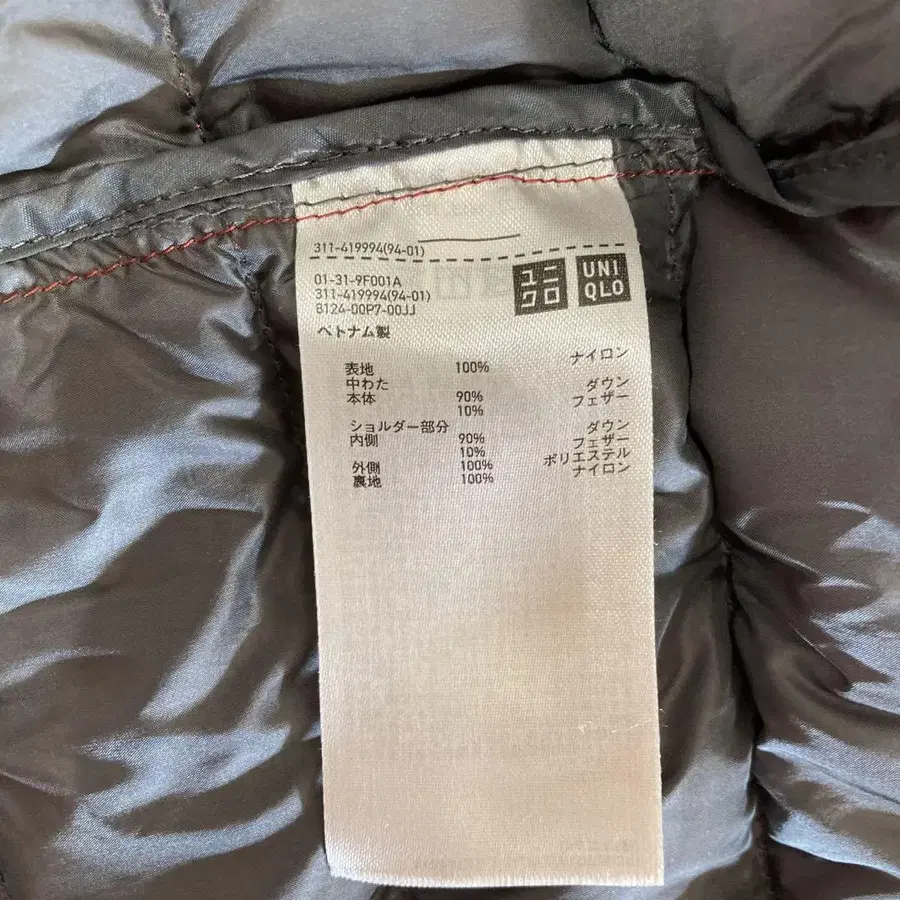 311-419994(94-01)
01-31-9F001A
311-419994(94-01)
8124-00P7-00JJ
ユニクロ
UNIQLO
ベトナム製
表地 100% ナイロン
中わた
本体 90% ダウン
10% フェザー
ショルダー部分
内側 90% ダウン
10% フェザー
外側 100% ポリエステル
裏地 100% ナイロン